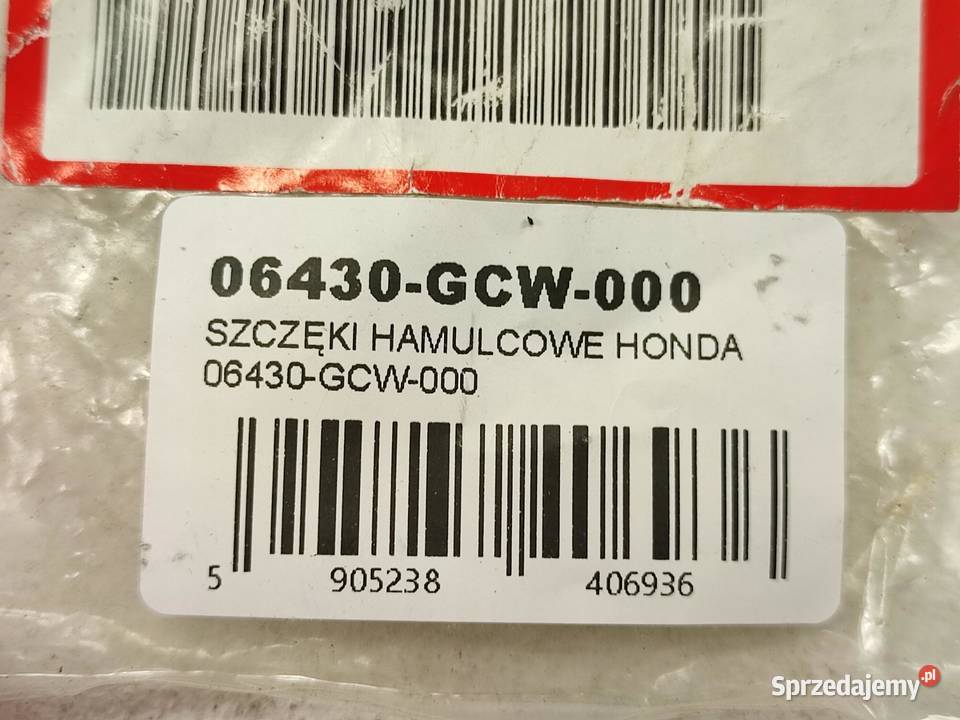 06430-GCW-000
SZCZĘKI HAMULCOWE HONDA
06430-GCW-000
5 905238 406936
Sprzedajemy.pl